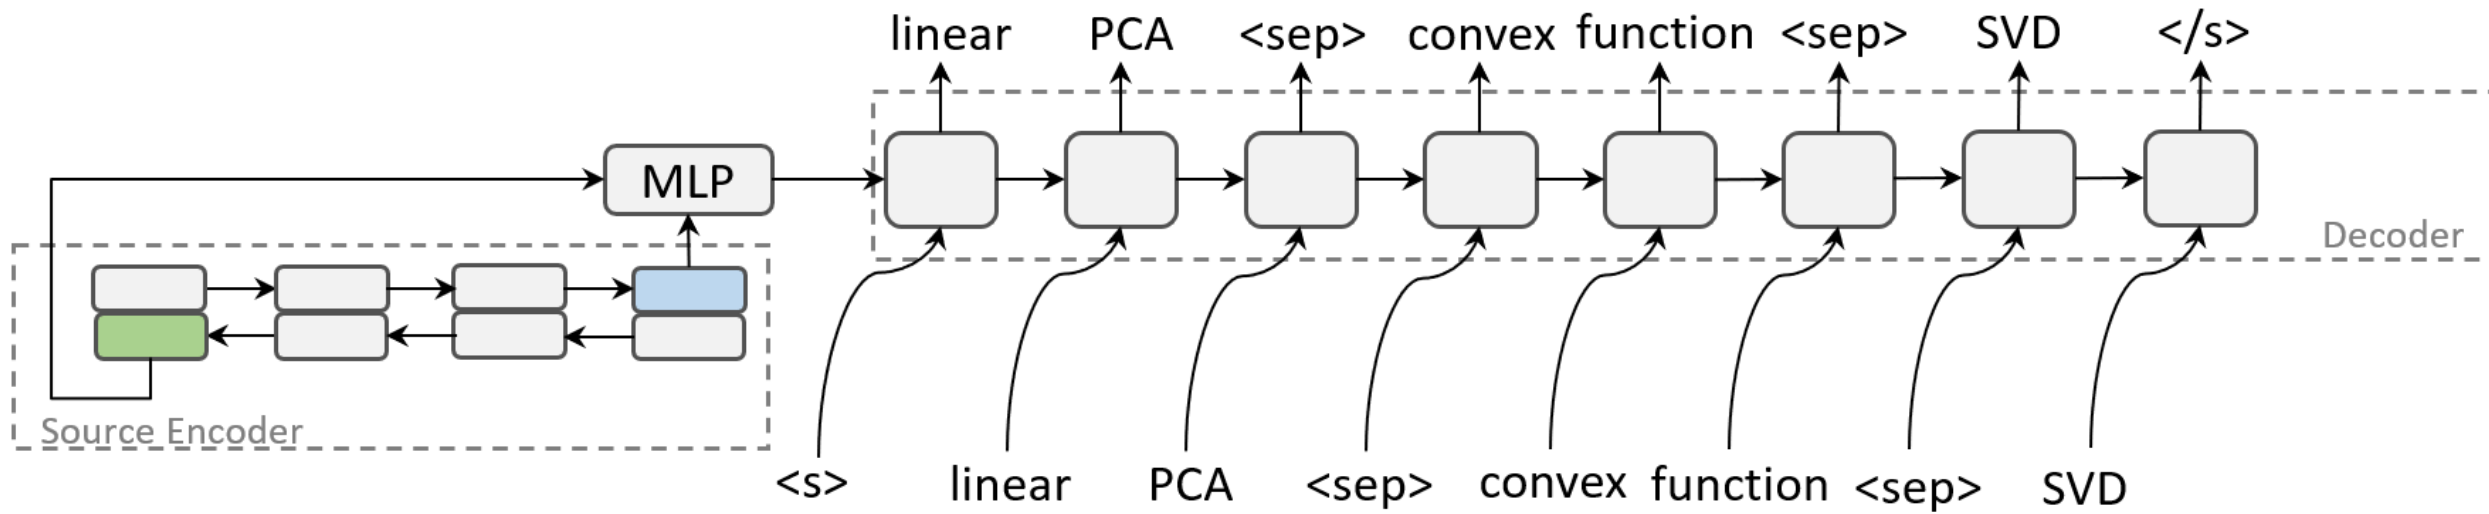 linear PCA <sep> convex function <sep> SVD </s>
MLP
Decoder
Source Encoder
<s> linear PCA <sep> convex function <sep> SVD